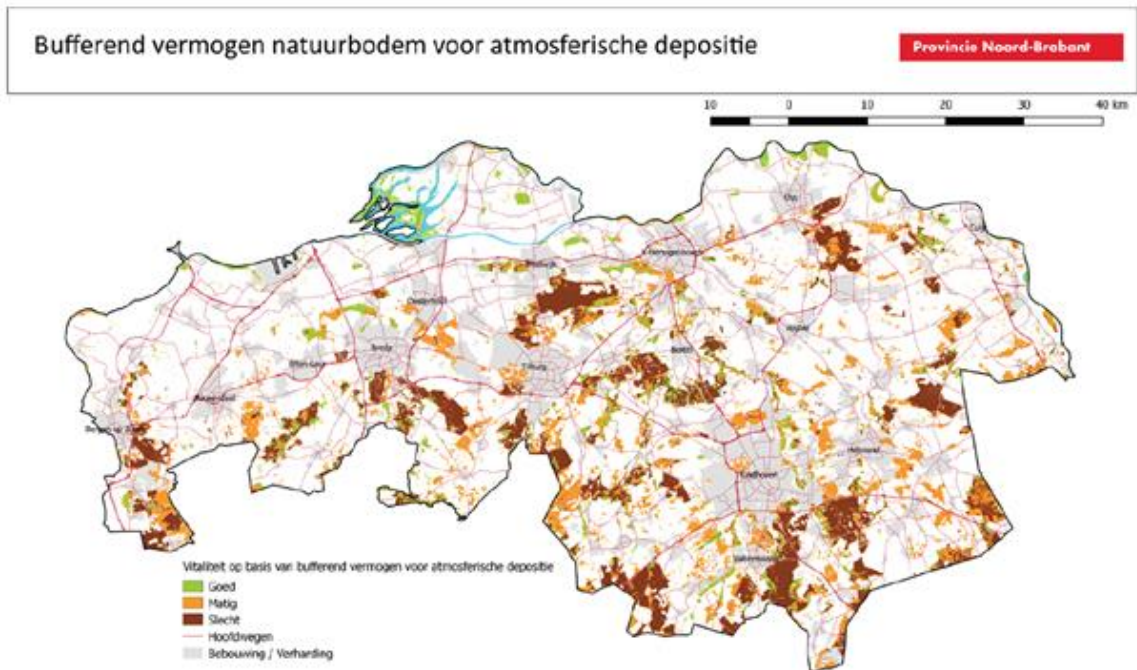 Bufferend vermogen natuurbodem voor atmosferische depositie
Provincie Noord-Brabant
10 0 10 20 30 40 km
Oss
Breda
Tilburg
Boxtel
Eindhoven
Helmond
Valkenswaard
Vitaliteit op basis van bufferend vermogen voor atmosferische depositie
Goed
Matig
Slecht
Hoofdwegen
Bebouwing / Verharding